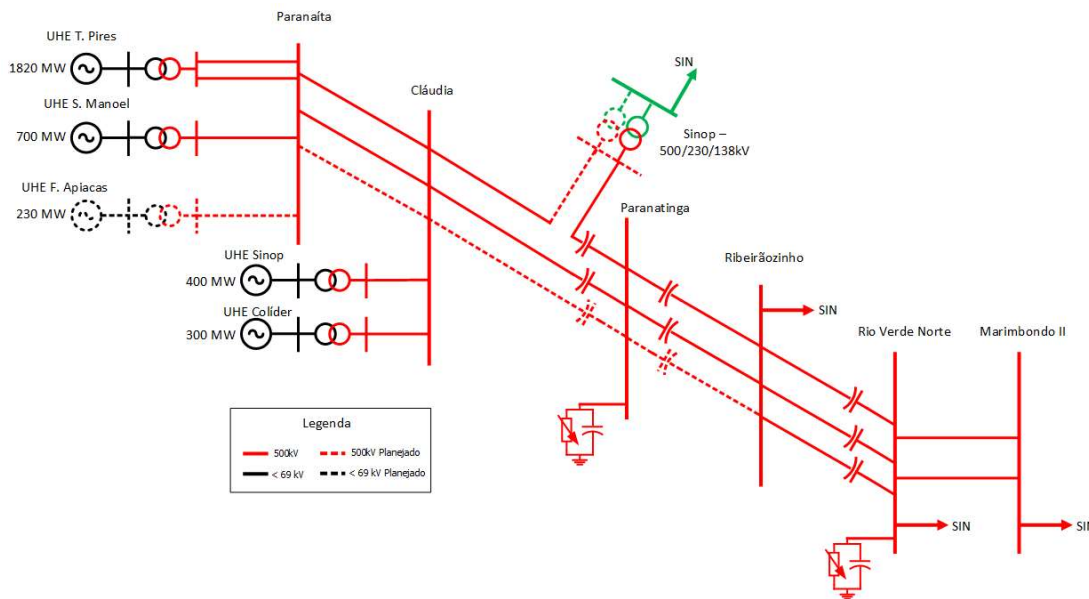 Paranaíta
UHE T. Pires
1820 MW
SIN
Cláudia
UHE S. Manoel
700 MW
Sinop –
500/230/138kV
UHE F. Apiacas
230 MW
Paranatinga
UHE Sinop
400 MW
Ribeirãozinho
UHE Colíder
300 MW
SIN
Rio Verde Norte
Marimbondo II
Legenda
500kV
500kV Planejado
< 69 kV
< 69 kV Planejado
SIN
SIN